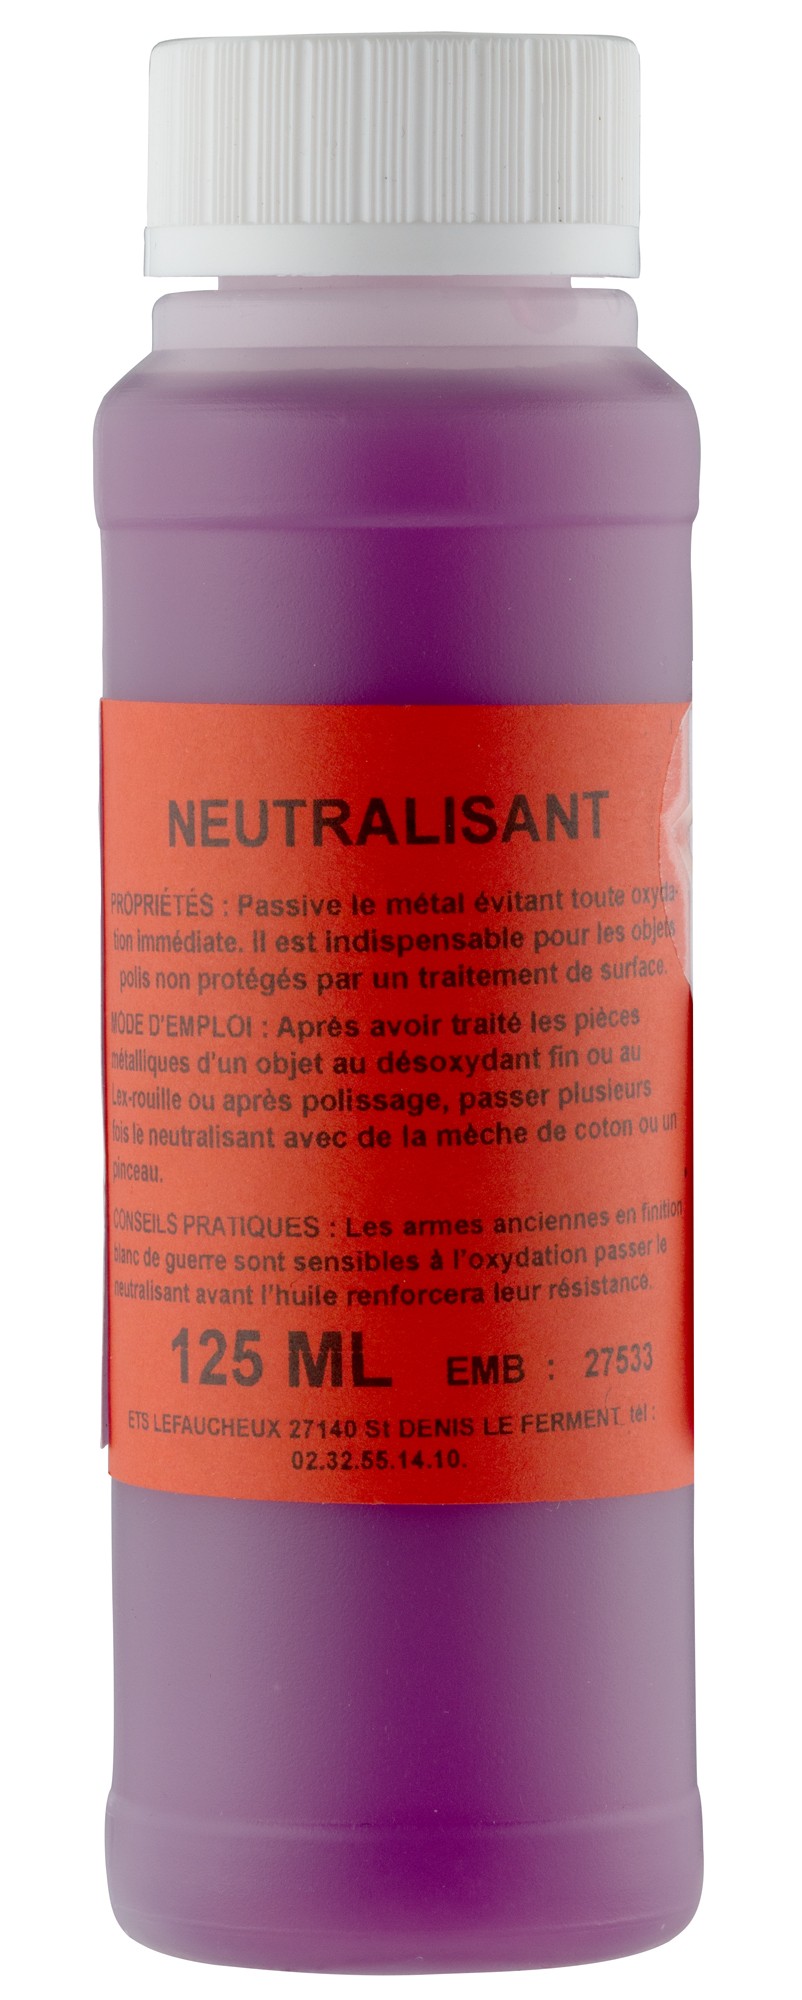 NEUTRALISANT
PROPRIÉTÉS : Passive le métal évitant toute oxyda-
tion immédiate. Il est indispensable pour les objets
polis non protégés par un traitement de surface.
MODE D'EMPLOI : Après avoir traité les pièces
métalliques d'un objet au désoxydant fin ou au
Lex-rouille ou après polissage, passer plusieurs
fois le neutralisant avec de la mèche de coton ou un
pinceau.
CONSEILS PRATIQUES : Les armes anciennes en finition
blanc de guerre sont sensibles à l'oxydation passer le
neutralisant avant l'huile renforcera leur résistance.
125 ML EMB : 27533
ETS LEFAUCHEUX 27140 St DENIS LE FERMENT. tél :
02.32.55.14.10.